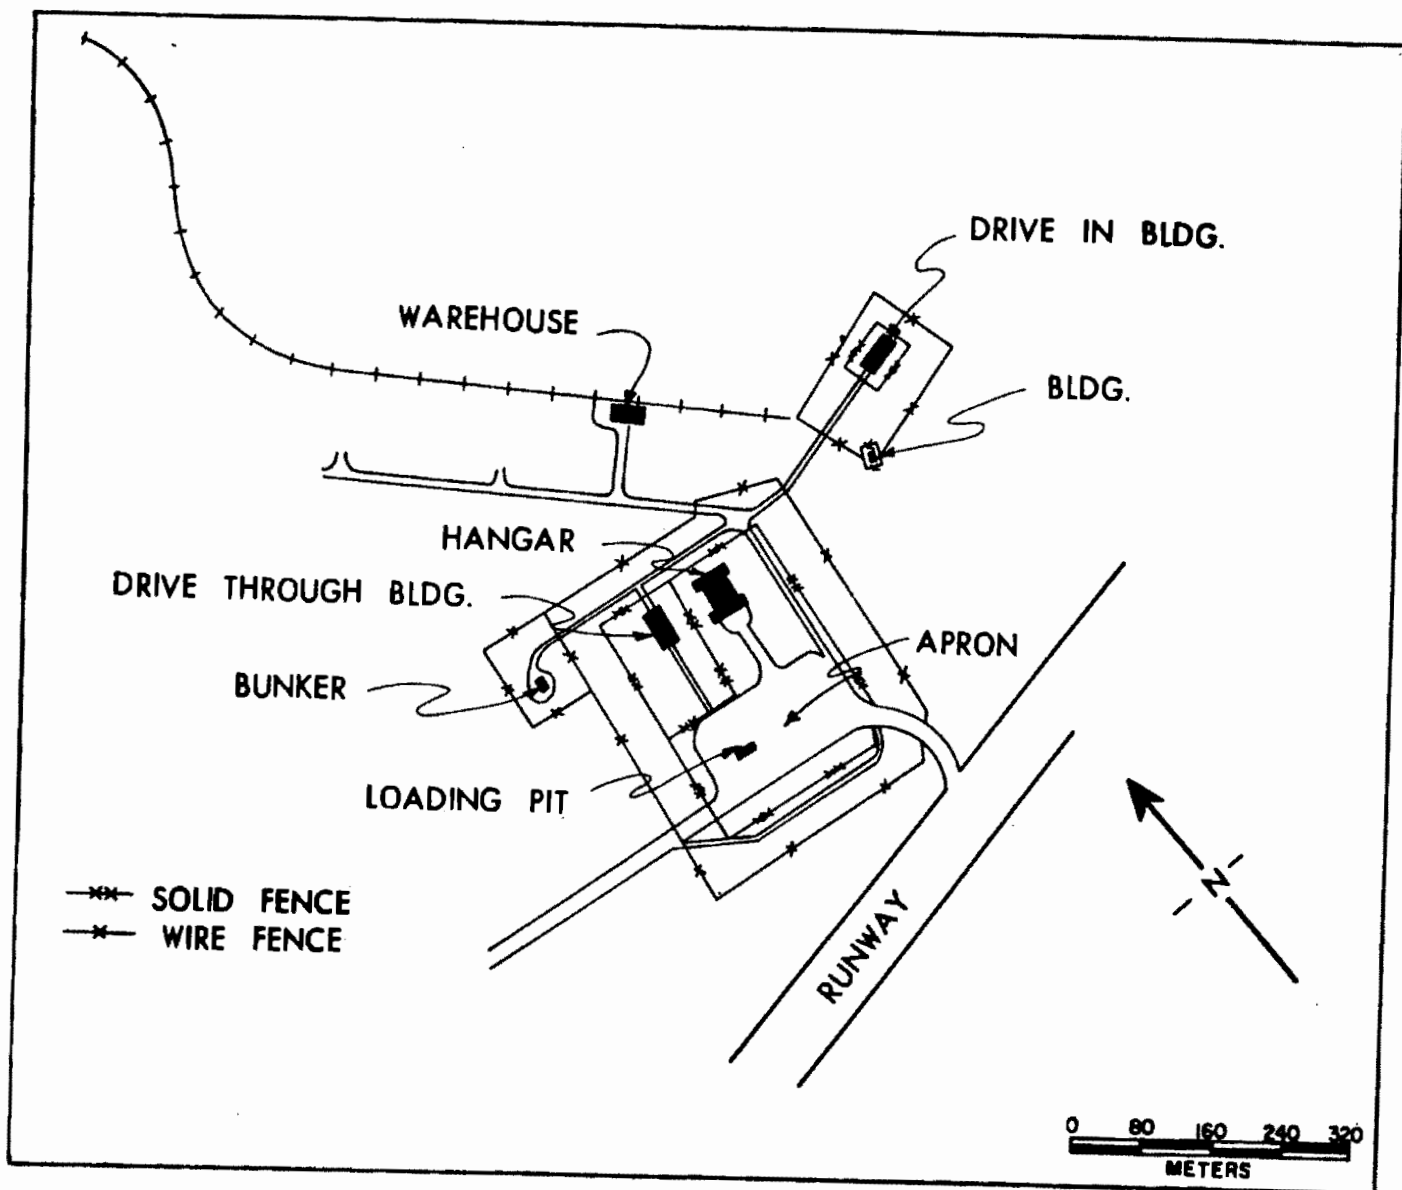 DRIVE IN BLDG.
WAREHOUSE
BLDG.
HANGAR
DRIVE THROUGH BLDG.
APRON
BUNKER
LOADING PIT
SOLID FENCE
WIRE FENCE
RUNWAY
N
0 80 160 240 320
METERS